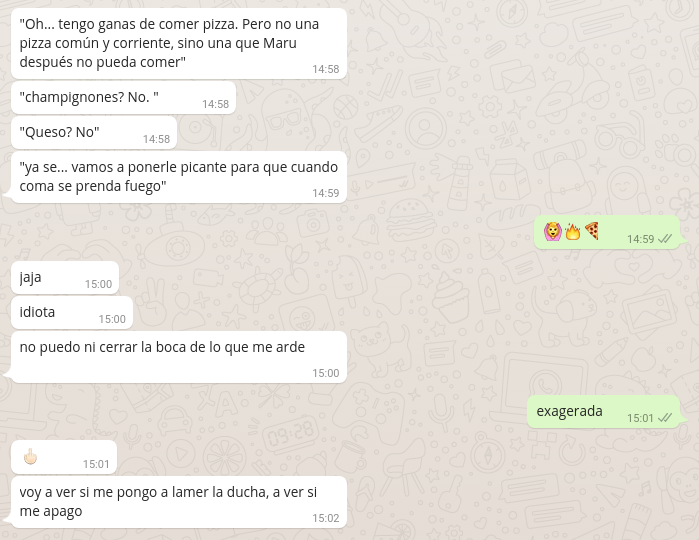 "Oh... tengo ganas de comer pizza. Pero no una
pizza común y corriente, sino una que Maru
después no pueda comer"
14:58
"champignones? No. "
14:58
"Queso? No"
14:58
"ya se... vamos a ponerle picante para que cuando
coma se prenda fuego"
14:59
🙆🔥🍕
14:59
jaja
15:00
idiota
15:00
no puedo ni cerrar la boca de lo que me arde
15:00
exagerada
15:01
🖕🏻
15:01
voy a ver si me pongo a lamer la ducha, a ver si
me apago
15:02